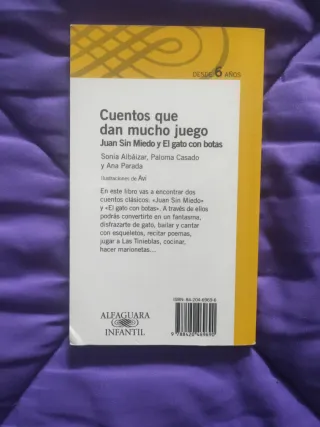 DESDE 6 AÑOS
Cuentos que
dan mucho juego
Juan Sin Miedo y El gato con botas
Sonia Albáizar, Paloma Casado
y Ana Parada
Ilustraciones de Avi
En este libro vas a encontrar dos
cuentos clásicos: «Juan Sin Miedo»
y «El gato con botas». A través de ellos
podrás convertirte en un fantasma,
disfrazarte de gato, bailar y cantar
con esqueletos, recitar poemas,
jugar a Las Tinieblas, cocinar,
hacer marionetas...
ALFAGUARA
INFANTIL